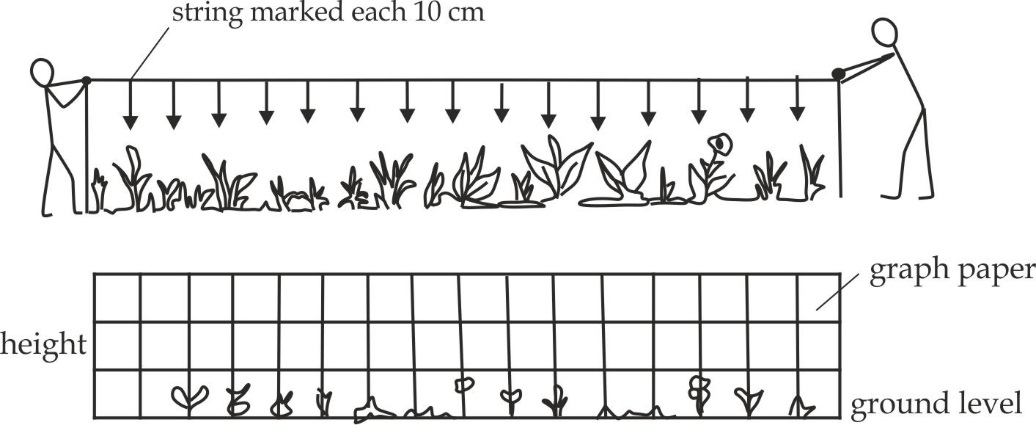 string marked each 10 cm
graph paper
height
ground level